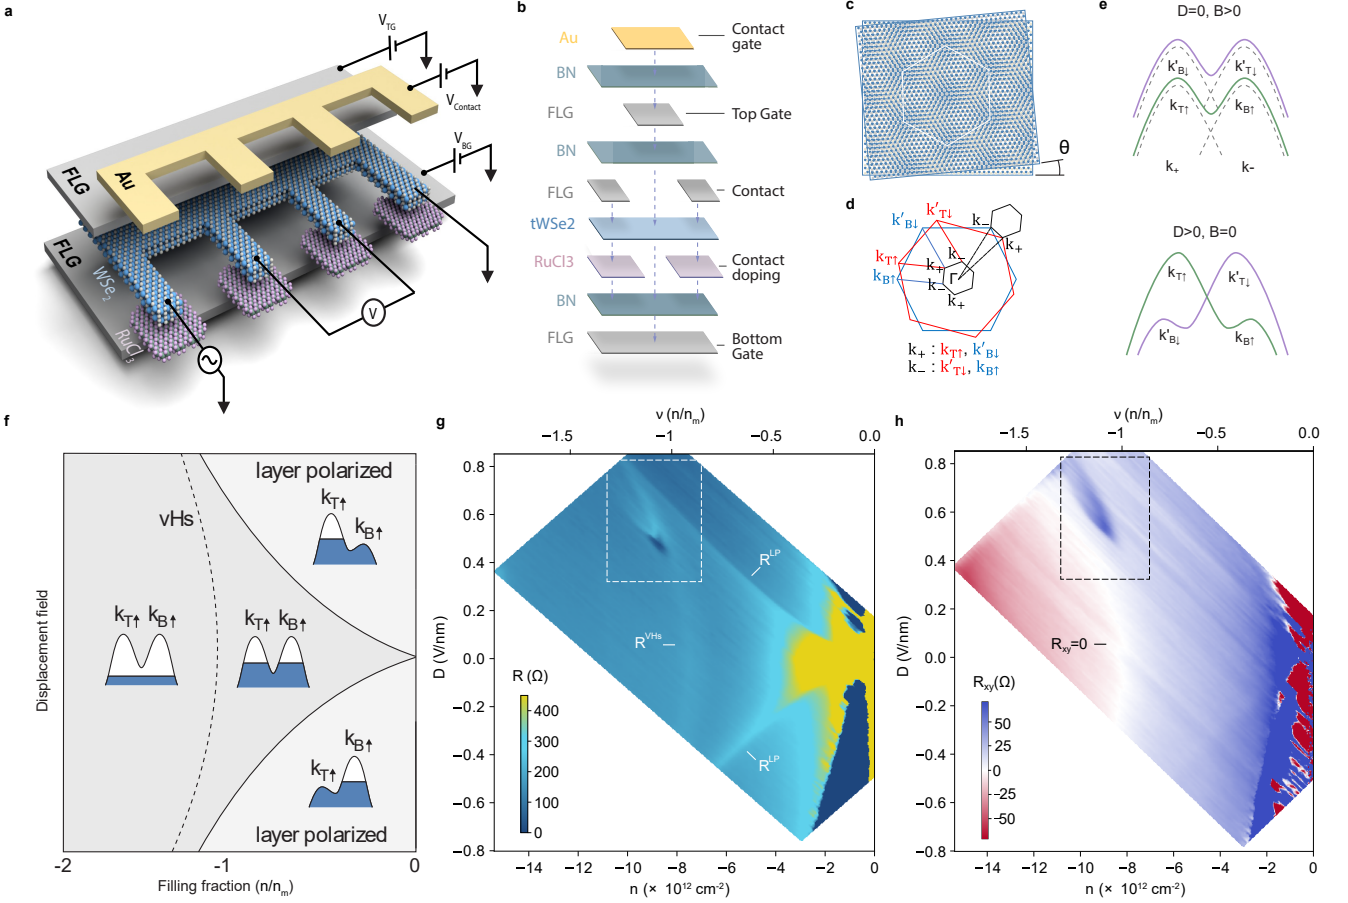 a
V_TG
V_Contact
V_BG
FLG
Au
FLG
WSe₂
RuCl₃
V
b
Au
Contact
gate
BN
FLG
Top Gate
BN
FLG
Contact
tWSe2
RuCl3
Contact
doping
BN
FLG
Bottom
Gate
c
θ
d
k'T↓
k'B↓
k−
k+
kT↑
k+
k−
kB↑
k−
Γ
k+
k+ : kT↑, k'B↓
k− : k'T↓, kB↑
e
D=0, B>0
k'B↓
k'T↓
kT↑
kB↑
k+
k−
D>0, B=0
kT↑
k'T↓
k'B↓
kB↑
f
layer polarized
vHs
kT↑
kB↑
kT↑ kB↑
kT↑ kB↑
kB↑
kT↑
layer polarized
Displacement field
-2
-1
0
Filling fraction (n/nm)
g
ν (n/nm)
−1.5
−1
−0.5
0.0
0.8
0.6
0.4
0.2
0.0
−0.2
−0.4
−0.6
−0.8
D (V/nm)
R^LP
R^VHs
R^LP
R (Ω)
400
300
200
100
0
−14
−12
−10
−8
−6
−4
−2
0
n (× 10¹² cm⁻²)
h
ν (n/nm)
−1.5
−1
−0.5
0.0
0.8
0.6
0.4
0.2
0.0
−0.2
−0.4
−0.6
−0.8
D (V/nm)
Rxy=0
Rxy(Ω)
50
25
0
−25
−50
−14
−12
−10
−8
−6
−4
−2
0
n (× 10¹² cm⁻²)